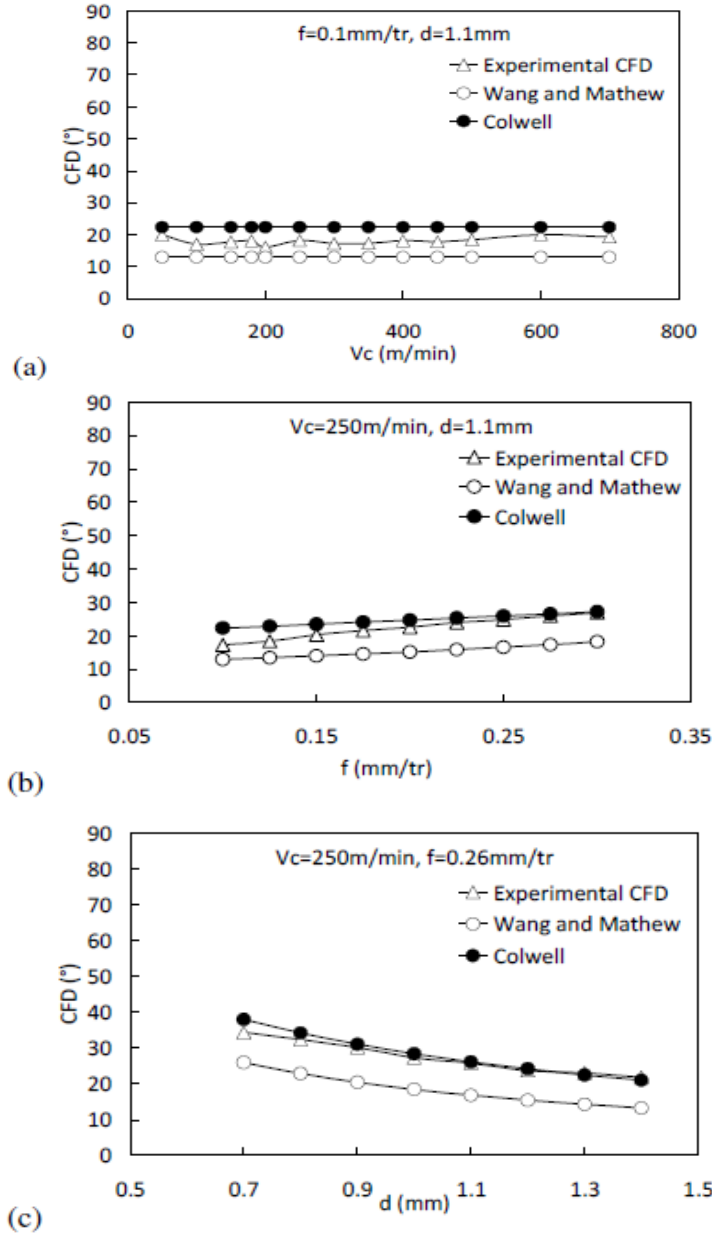 90
80
70
60
50
40
30
20
10
0
CFD (°)
f=0.1mm/tr, d=1.1mm
Experimental CFD
Wang and Mathew
Colwell
0 200 400 600 800
Vc (m/min)
(a)
90
80
70
60
50
40
30
20
10
0
CFD (°)
Vc=250m/min, d=1.1mm
Experimental CFD
Wang and Mathew
Colwell
0.05 0.15 0.25 0.35
f (mm/tr)
(b)
90
80
70
60
50
40
30
20
10
0
CFD (°)
Vc=250m/min, f=0.26mm/tr
Experimental CFD
Wang and Mathew
Colwell
0.5 0.7 0.9 1.1 1.3 1.5
d (mm)
(c)